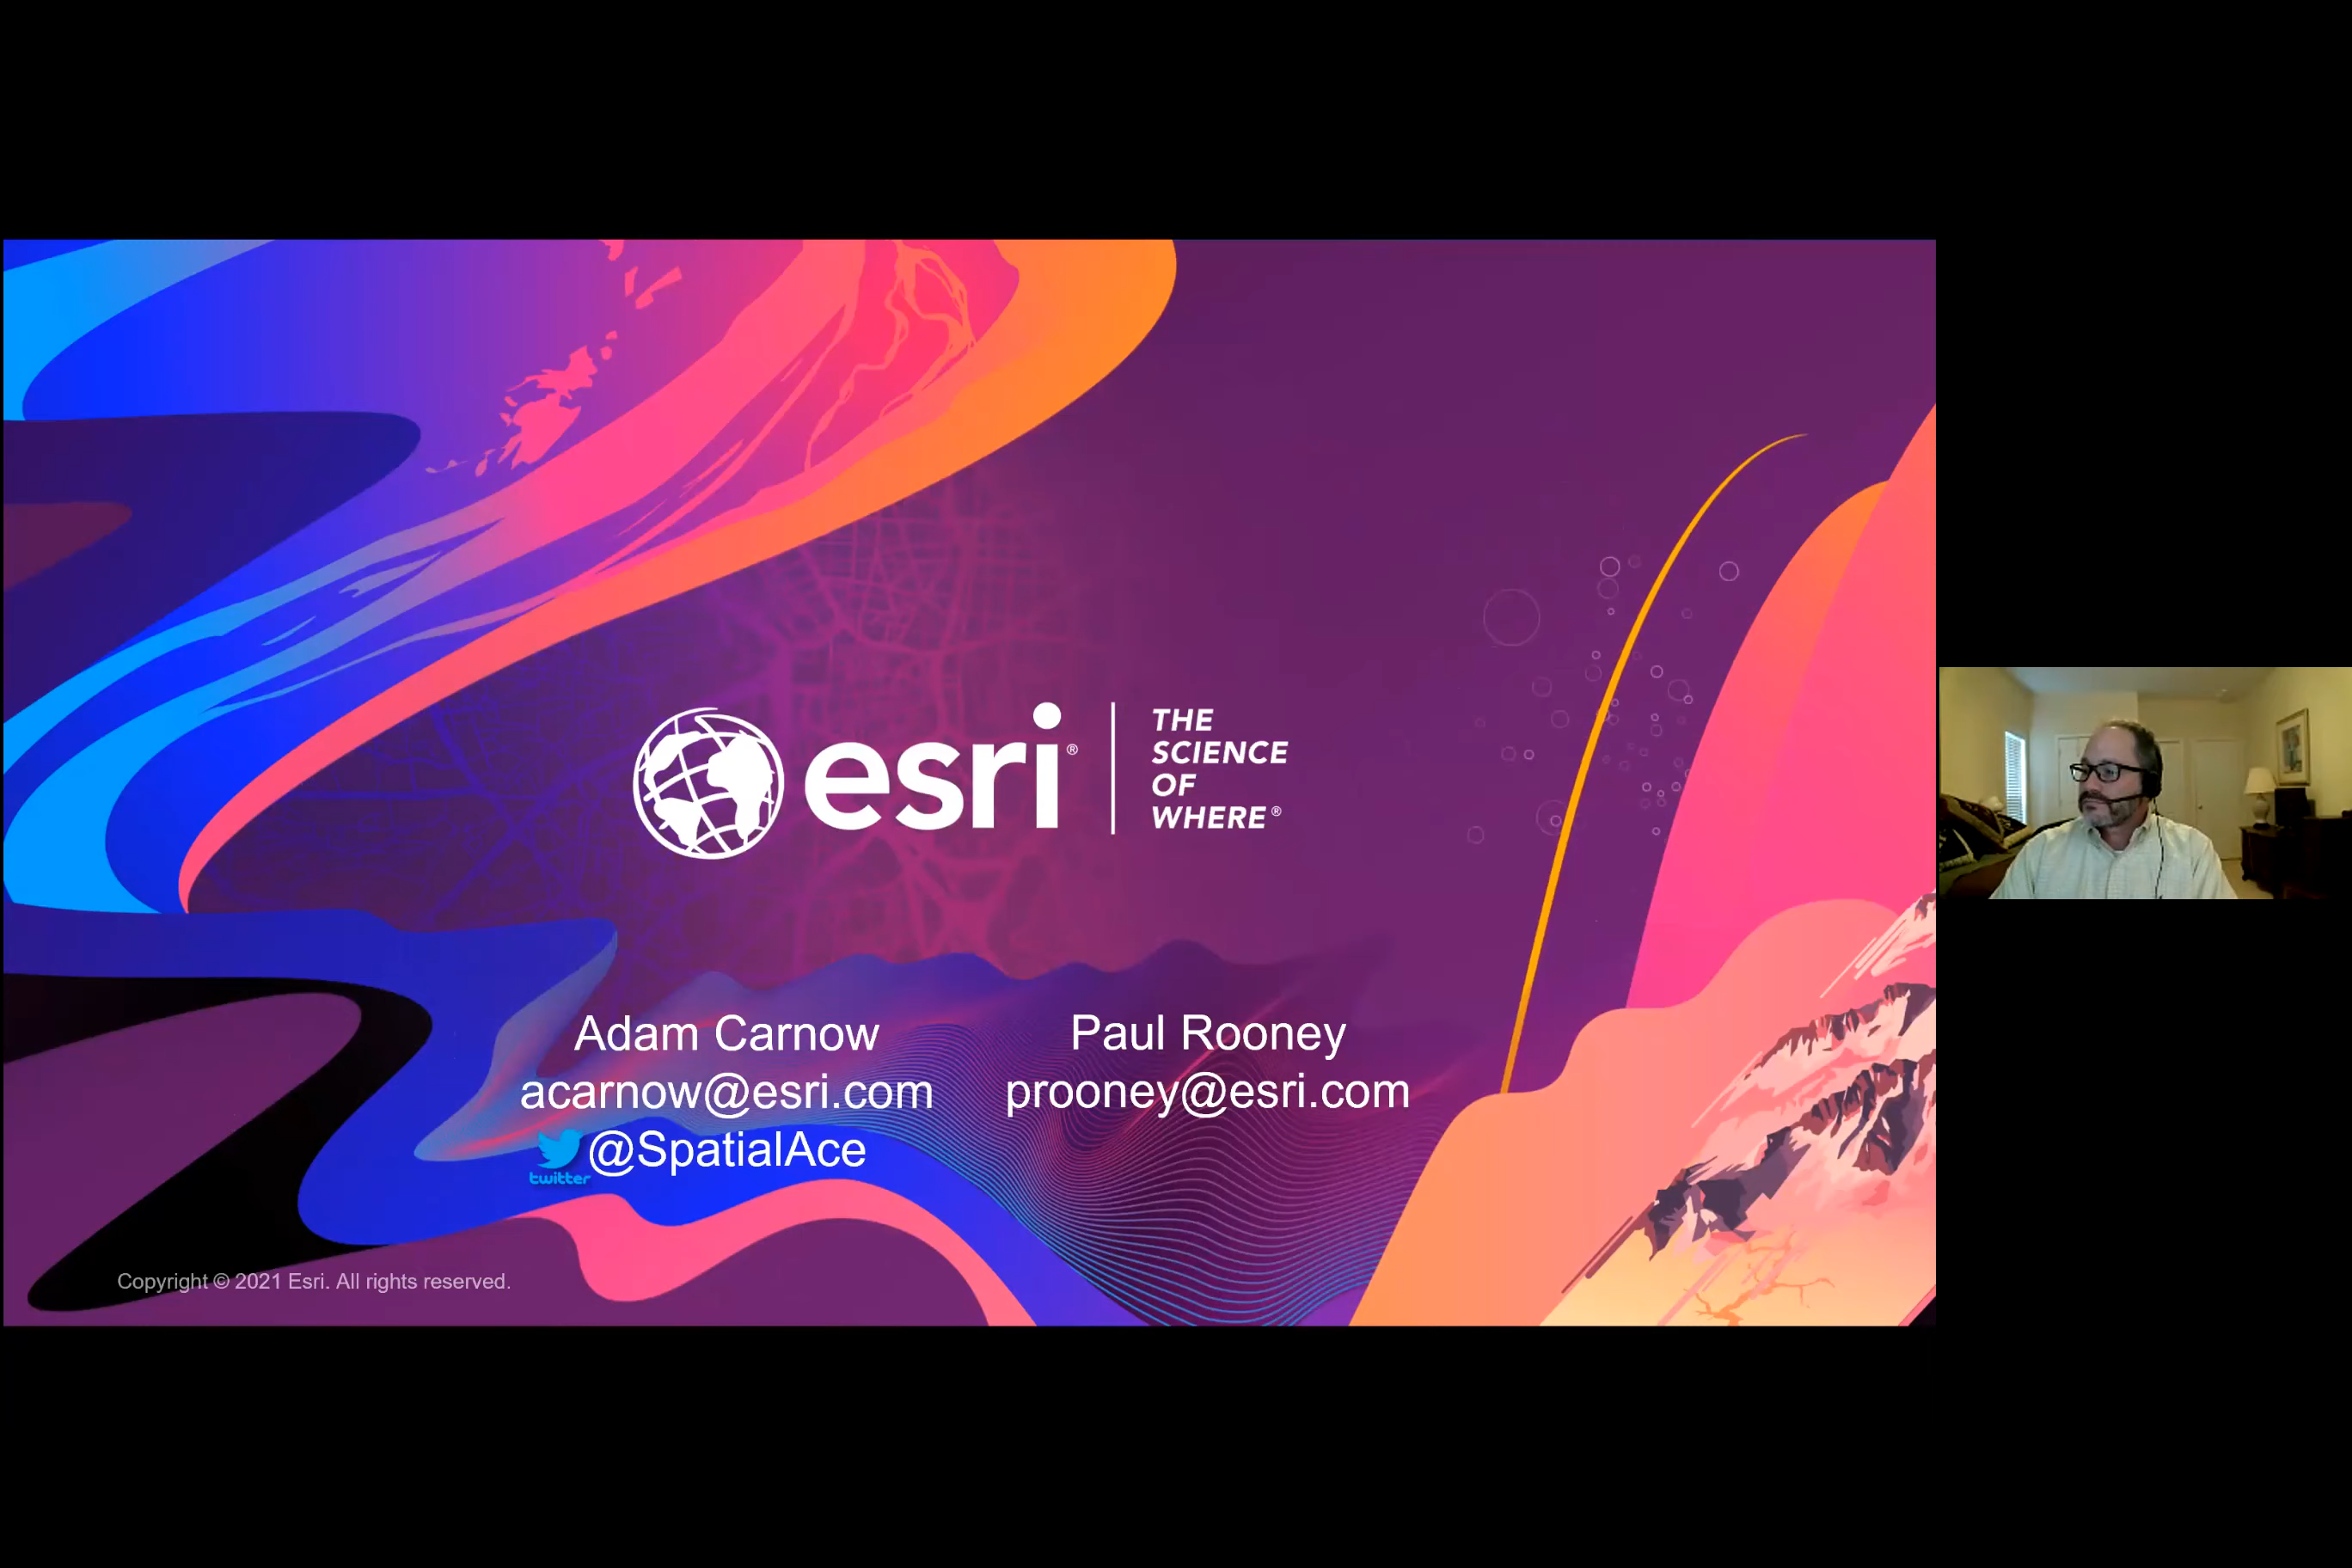 esri®
THE
SCIENCE
OF
WHERE®
Adam Carnow
acarnow@esri.com
twitter
@SpatialAce
Paul Rooney
prooney@esri.com
Copyright © 2021 Esri. All rights reserved.